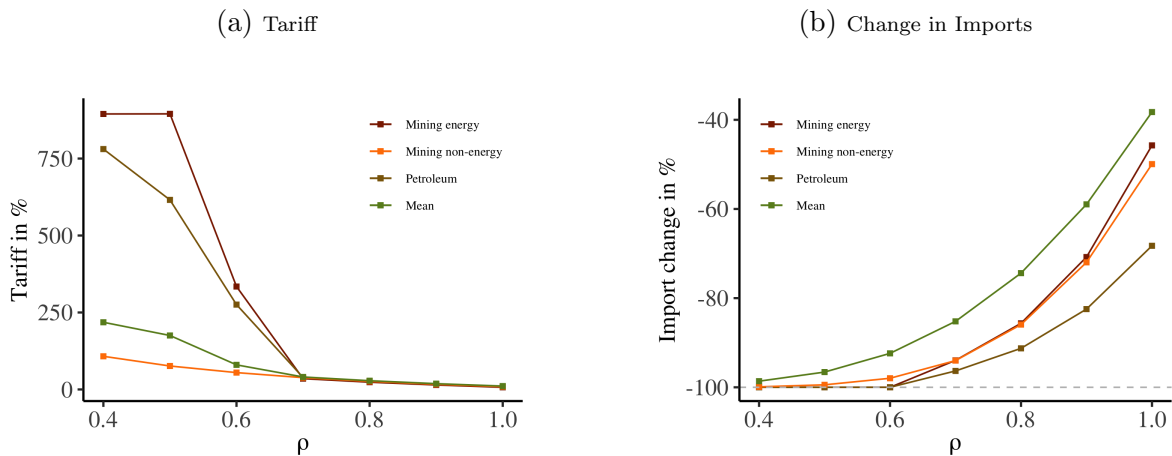 (a) Tariff
Tariff in %
750
500
250
0
0.4 0.6 0.8 1.0
ρ
Mining energy
Mining non-energy
Petroleum
Mean
(b) Change in Imports
Import change in %
-40
-60
-80
-100
0.4 0.6 0.8 1.0
ρ
Mining energy
Mining non-energy
Petroleum
Mean